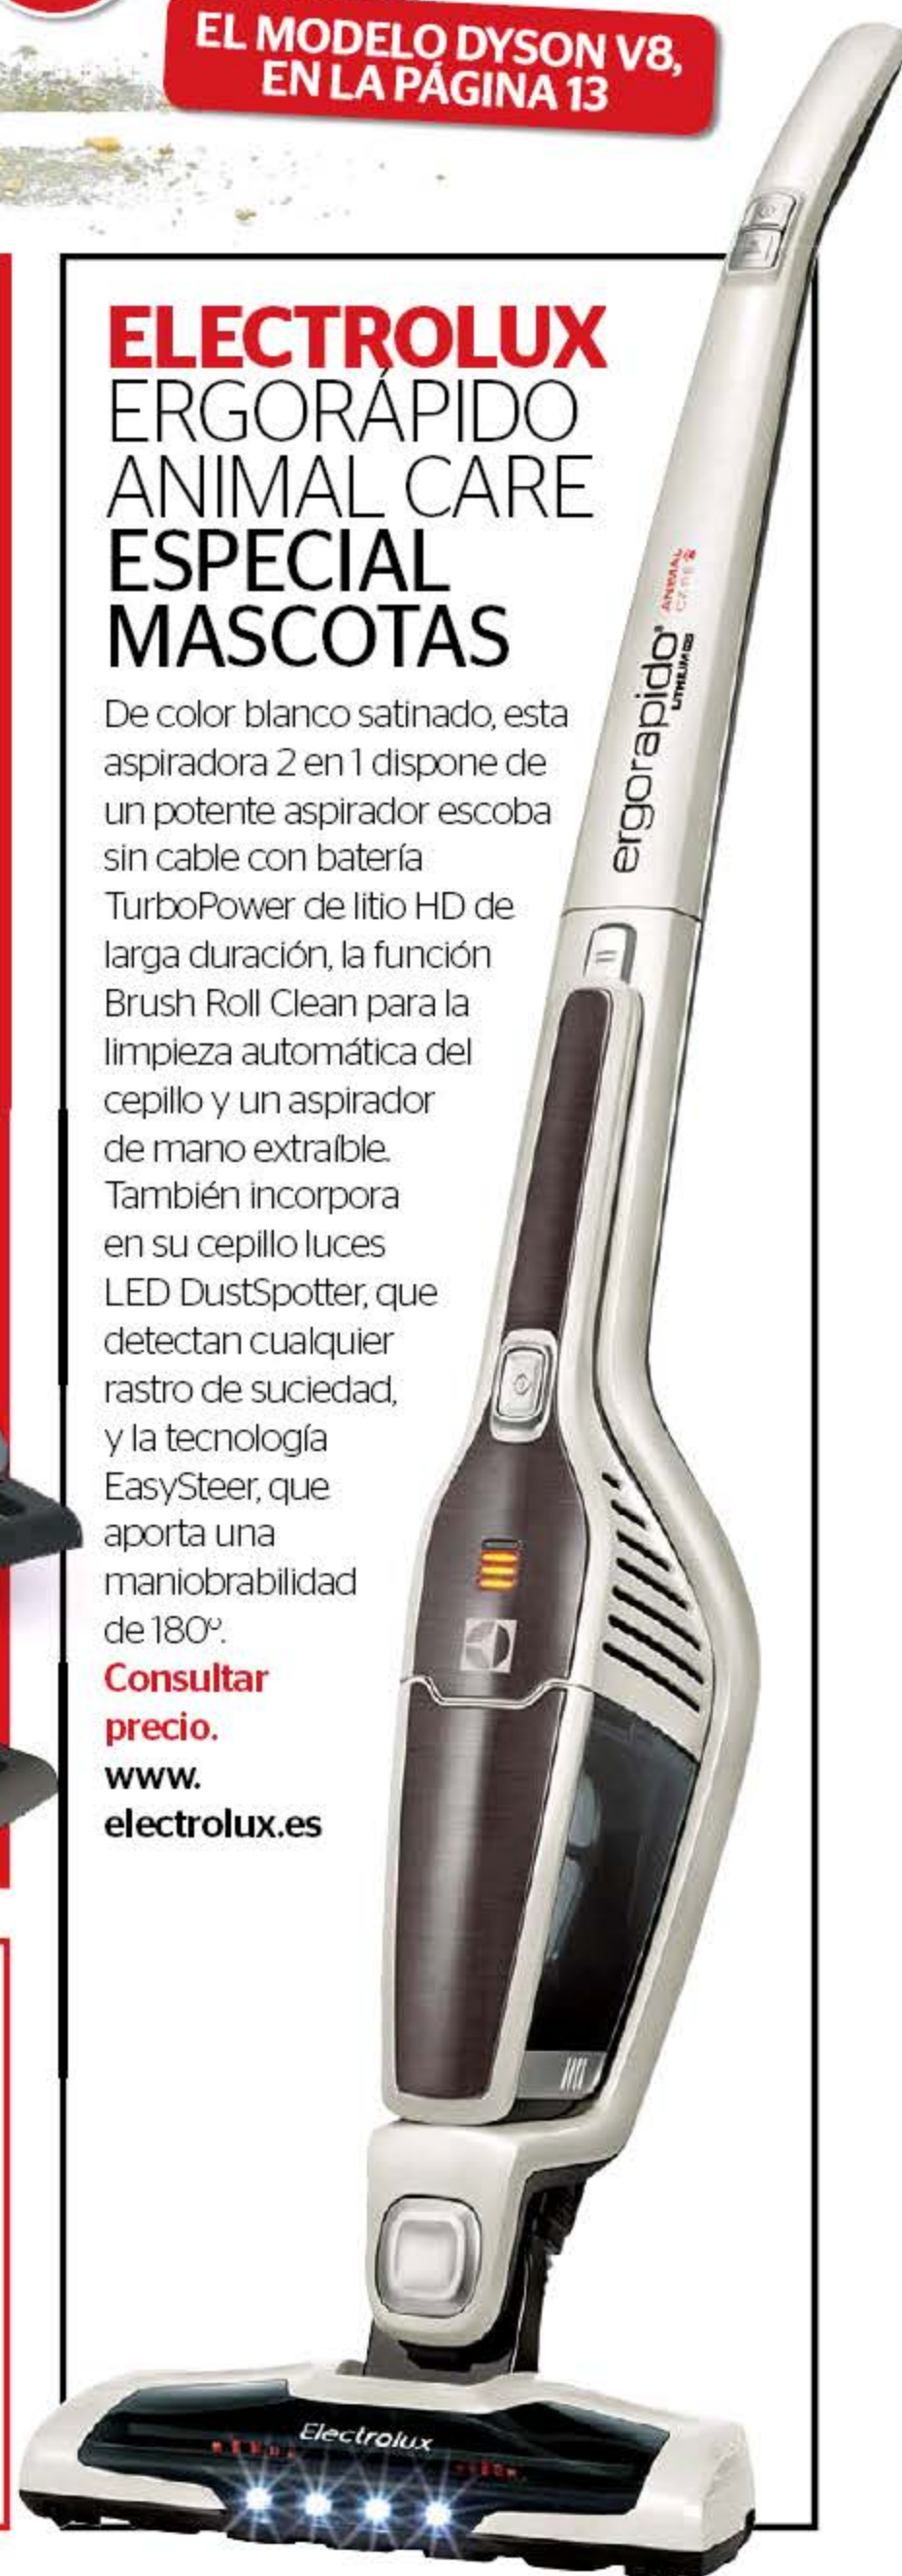 EL MODELO DYSON V8,
EN LA PÁGINA 13
ELECTROLUX
ERGORÁPIDO
ANIMAL CARE
ESPECIAL
MASCOTAS
De color blanco satinado, esta
aspiradora 2 en 1 dispone de
un potente aspirador escoba
sin cable con batería
TurboPower de litio HD de
larga duración, la función
Brush Roll Clean para la
limpieza automática del
cepillo y un aspirador
de mano extraíble.
También incorpora
en su cepillo luces
LED DustSpotter, que
detectan cualquier
rastro de suciedad,
y la tecnología
EasySteer, que
aporta una
maniobrabilidad
de 180º.
Consultar
precio.
www.
electrolux.es
ANIMAL
CARE
ergorapido
LITHIUM HD
Electrolux